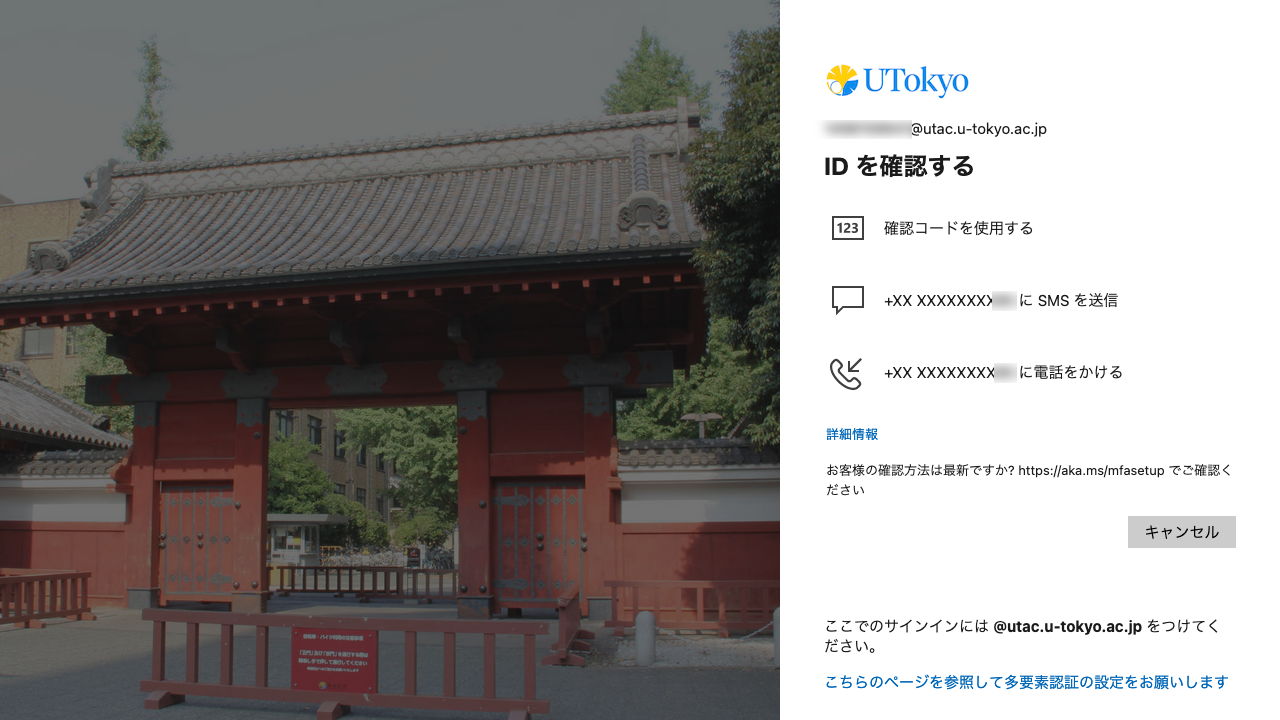 UTokyo
@utac.u-tokyo.ac.jp
ID を確認する
123
確認コードを使用する
+XX XXXXXXXX に SMS を送信
+XX XXXXXXXX に電話をかける
詳細情報
お客様の確認方法は最新ですか? https://aka.ms/mfasetup でご確認く
ださい
キャンセル
ここでのサインインには @utac.u-tokyo.ac.jp をつけてく
ださい。
こちらのページを参照して多要素認証の設定をお願いします